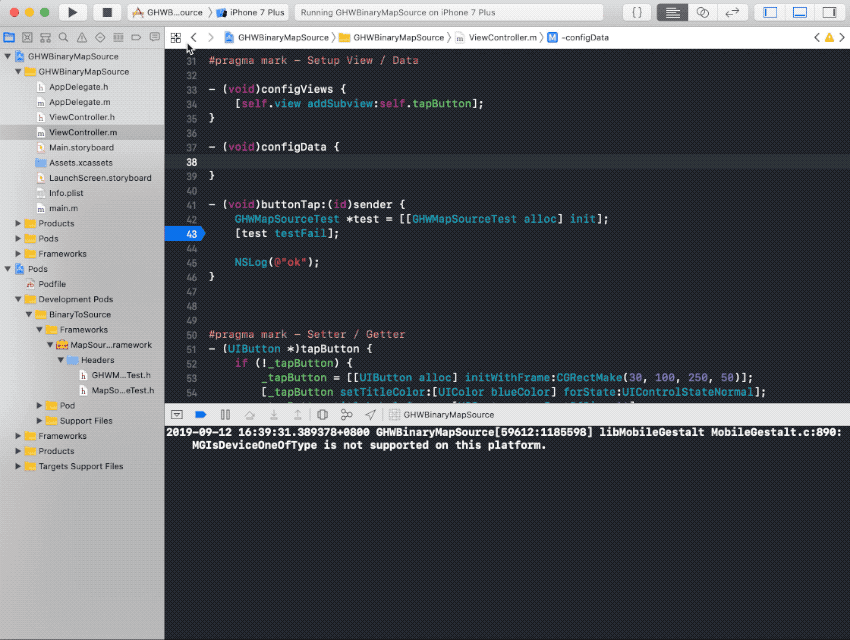 GHWB...ource 〉 iPhone 7 Plus
Running GHWBinaryMapSource on iPhone 7 Plus
{ }
GHWBinaryMapSource 〉 GHWBinaryMapSource 〉 ViewController.m 〉 M -configData
GHWBinaryMapSource
GHWBinaryMapSource
h AppDelegate.h
m AppDelegate.m
h ViewController.h
m ViewController.m
Main.storyboard
Assets.xcassets
LaunchScreen.storyboard
Info.plist
m main.m
Products
Pods
Frameworks
Pods
Podfile
Development Pods
BinaryToSource
Frameworks
MapSour...ramework
Headers
h GHWM...Test.h
h MapSo...eTest.h
Pod
Support Files
Frameworks
Products
Targets Support Files
31 #pragma mark - Setup View / Data
32
33 - (void)configViews {
34 [self.view addSubview:self.tapButton];
35 }
36
37 - (void)configData {
38
39 }
40
41 - (void)buttonTap:(id)sender {
42 GHWMapSourceTest *test = [[GHWMapSourceTest alloc] init];
43 [test testFail];
44
45 NSLog(@"ok");
46 }
47
48
49
50 #pragma mark - Setter / Getter
51 - (UIButton *)tapButton {
52 if (!_tapButton) {
53 _tapButton = [[UIButton alloc] initWithFrame:CGRectMake(30, 100, 250, 50)];
54 [_tapButton setTitleColor:[UIColor blueColor] forState:UIControlStateNormal];
GHWBinaryMapSource
2019-09-12 16:39:31.389378+0800 GHWBinaryMapSource[59612:1185598] libMobileGestalt MobileGestalt.c:890:
MGIsDeviceOneOfType is not supported on this platform.